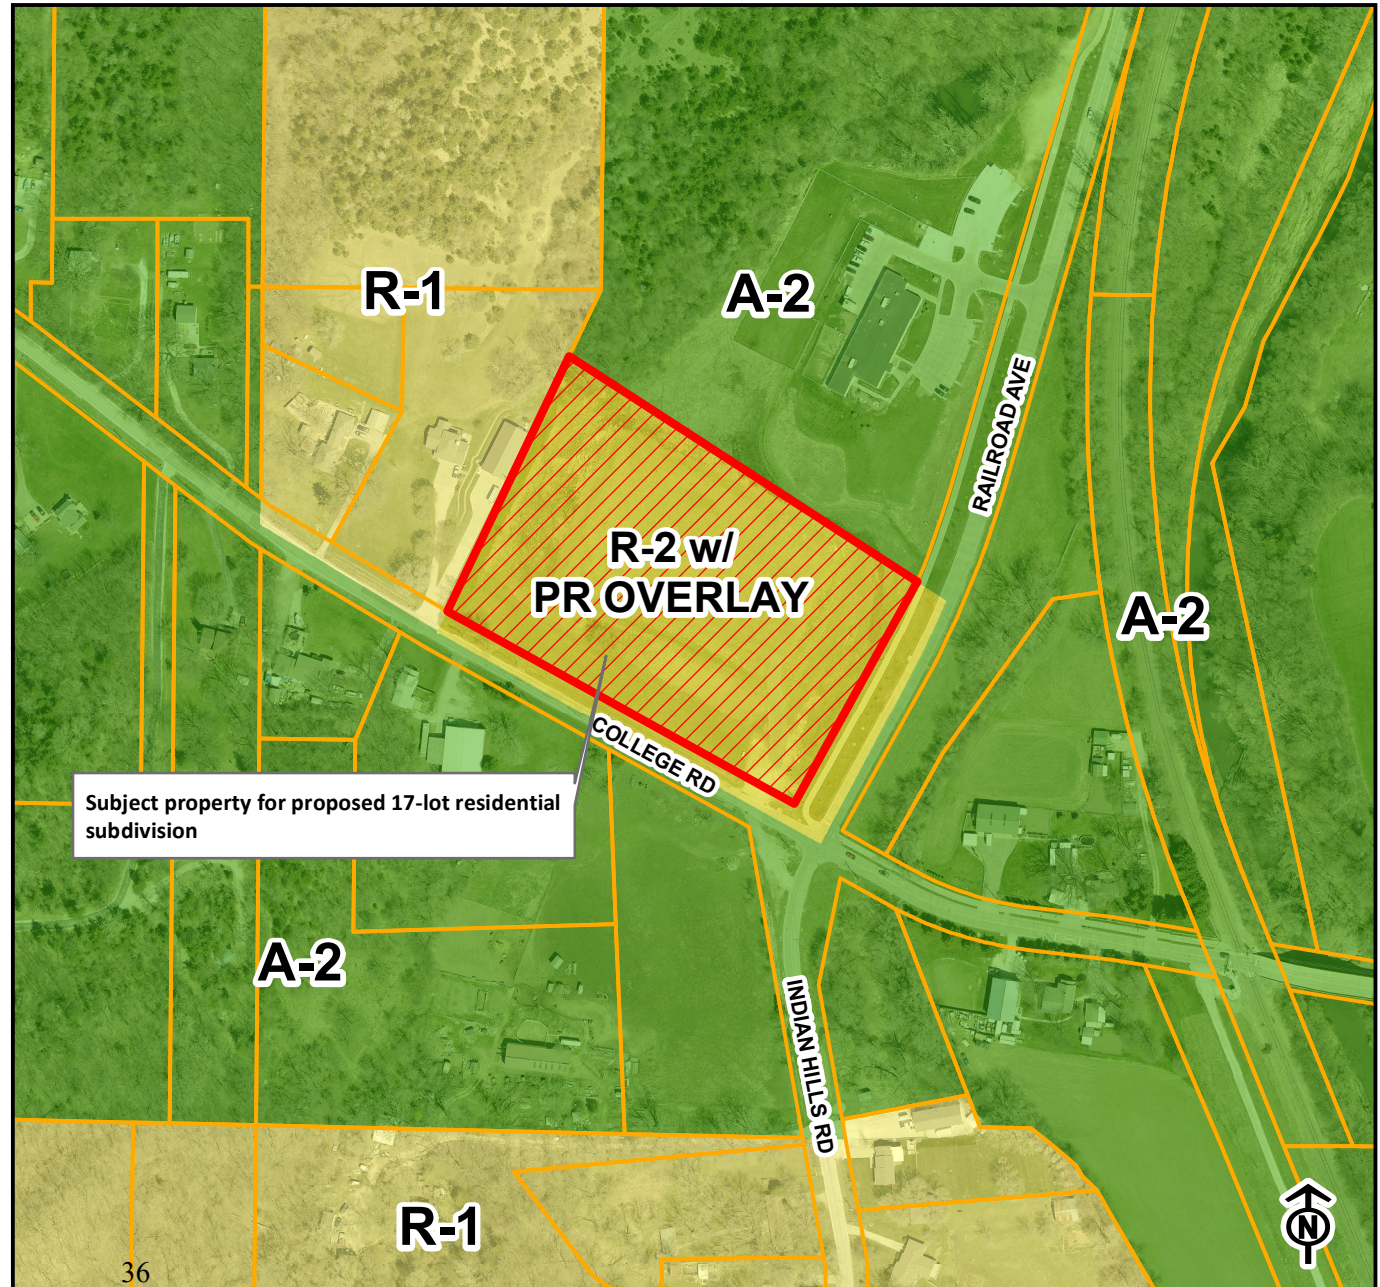 R-1
A-2
RAILROAD AVE
R-2 w/
PR OVERLAY
A-2
COLLEGE RD
Subject property for proposed 17-lot residential
subdivision
A-2
INDIAN HILLS RD
R-1
N
36